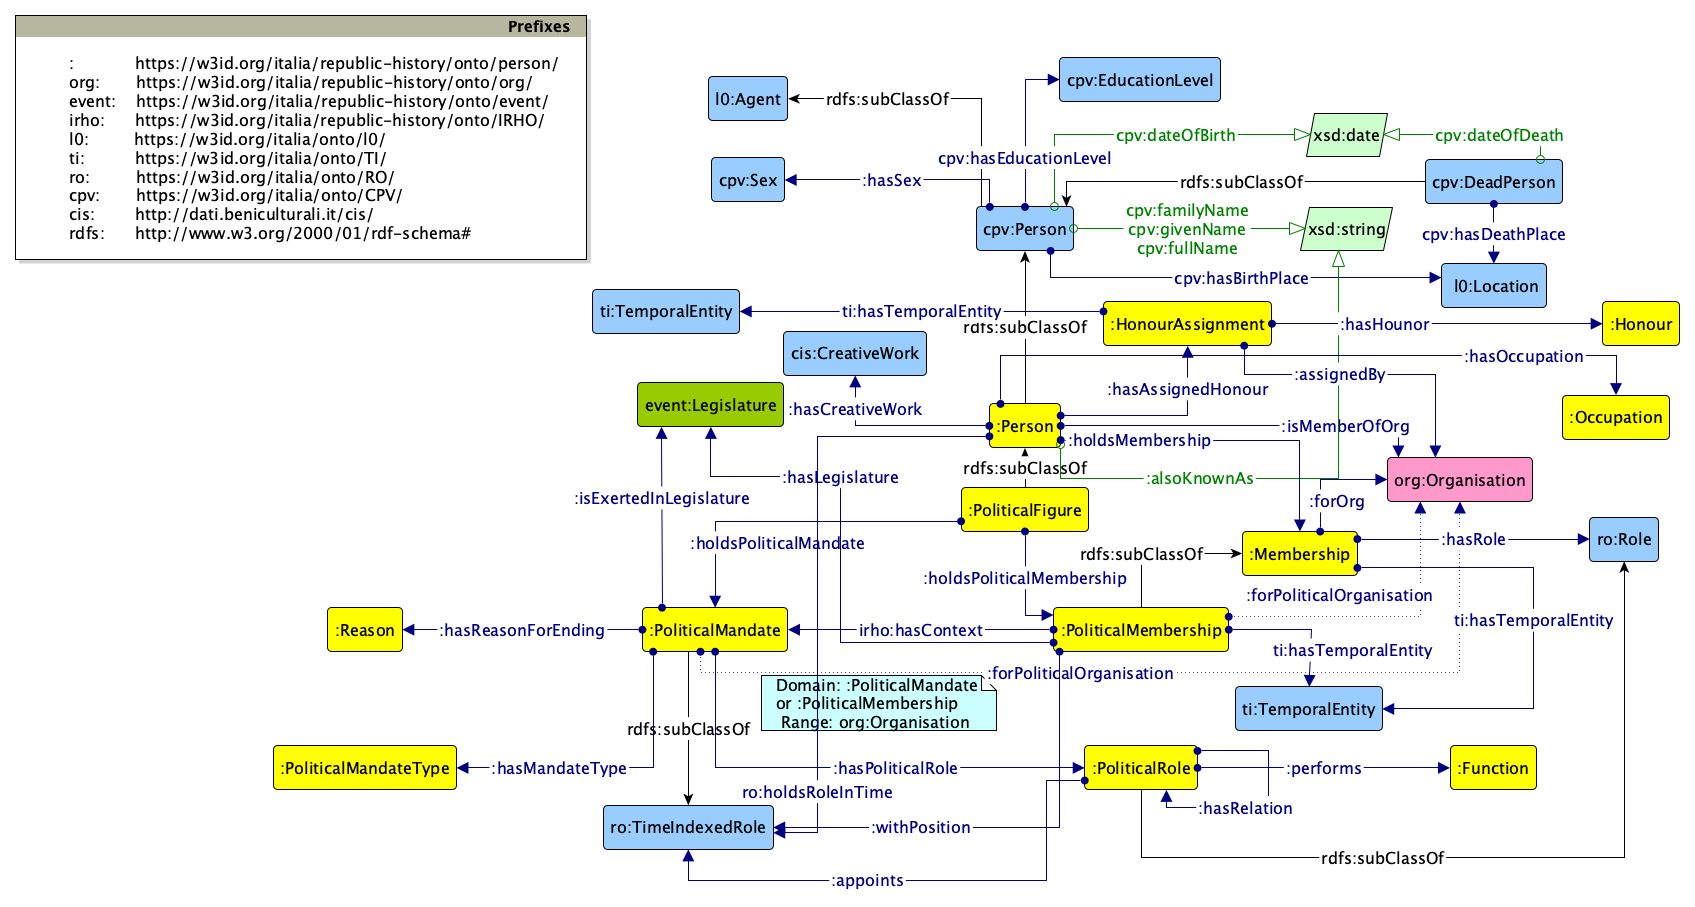 Prefixes
: https://w3id.org/italia/republic-history/onto/person/
org: https://w3id.org/italia/republic-history/onto/org/
event: https://w3id.org/italia/republic-history/onto/event/
irho: https://w3id.org/italia/republic-history/onto/IRHO/
l0: https://w3id.org/italia/onto/l0/
ti: https://w3id.org/italia/onto/TI/
ro: https://w3id.org/italia/onto/RO/
cpv: https://w3id.org/italia/onto/CPV/
cis: http://dati.beniculturali.it/cis/
rdfs: http://www.w3.org/2000/01/rdf-schema#
cpv:EducationLevel
l0:Agent
rdfs:subClassOf
cpv:dateOfBirth
xsd:date
cpv:dateOfDeath
cpv:hasEducationLevel
cpv:Sex
:hasSex
rdfs:subClassOf
cpv:DeadPerson
cpv:familyName
cpv:givenName
cpv:fullName
cpv:Person
xsd:string
cpv:hasDeathPlace
cpv:hasBirthPlace
l0:Location
ti:TemporalEntity
ti:hasTemporalEntity
rdfs:subClassOf
:HonourAssignment
:hasHounor
:Honour
cis:CreativeWork
:hasOccupation
:assignedBy
:hasAssignedHonour
event:Legislature
:hasCreativeWork
:Person
:isMemberOfOrg
:Occupation
:holdsMembership
rdfs:subClassOf
:hasLegislature
:alsoKnownAs
org:Organisation
:isExertedInLegislature
:forOrg
:PoliticalFigure
:holdsPoliticalMandate
rdfs:subClassOf
:Membership
:hasRole
ro:Role
:holdsPoliticalMembership
:forPoliticalOrganisation
ti:hasTemporalEntity
:Reason
:hasReasonForEnding
:PoliticalMandate
irho:hasContext
:PoliticalMembership
ti:hasTemporalEntity
:forPoliticalOrganisation
Domain: :PoliticalMandate
or :PoliticalMembership
Range: org:Organisation
ti:TemporalEntity
rdfs:subClassOf
:PoliticalMandateType
:hasMandateType
:hasPoliticalRole
:PoliticalRole
:performs
:Function
ro:holdsRoleInTime
:hasRelation
ro:TimeIndexedRole
:withPosition
rdfs:subClassOf
:appoints